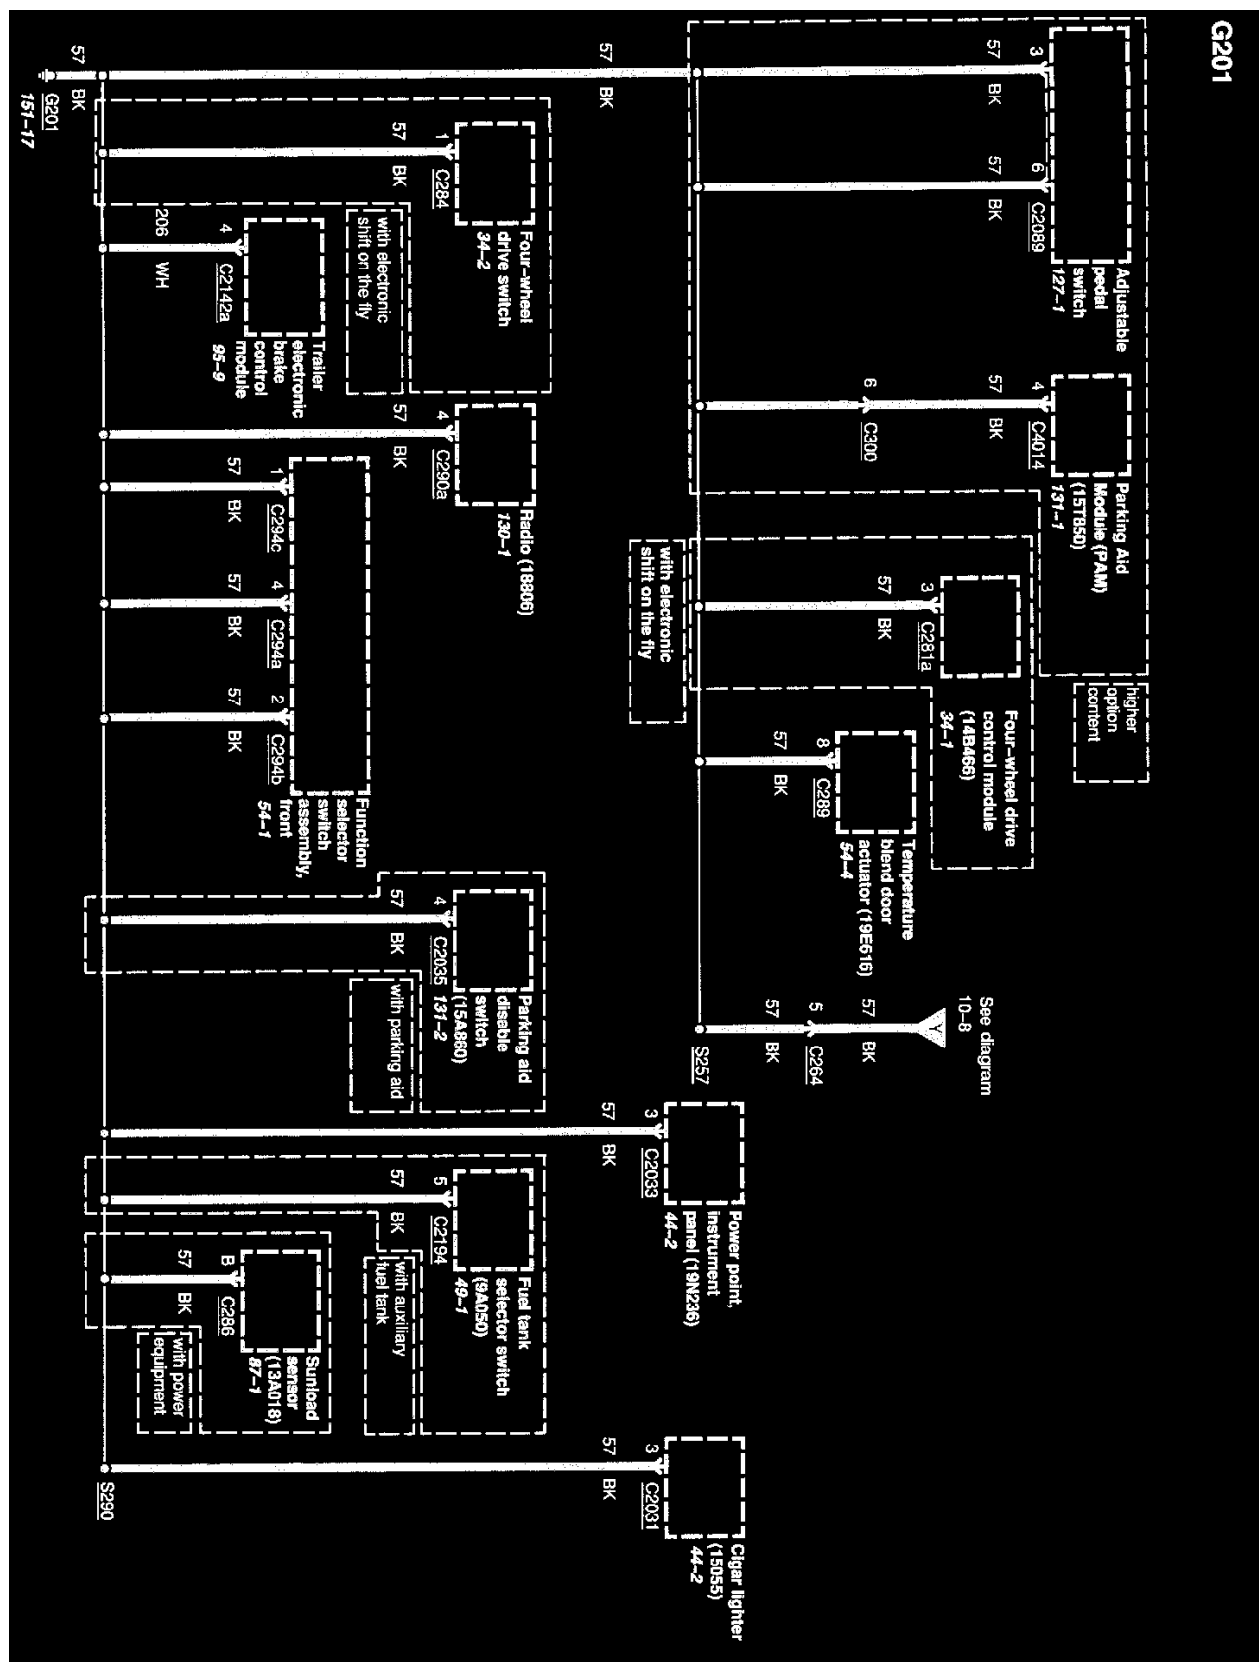 G201
3
57
BK
6
C2089
57
BK
Adjustable
pedal
switch
127-1
4
C4014
57
BK
6
C300
Parking Aid
Module (PAM)
(15T850)
131-1
higher
option
content
3
C281a
57
BK
Four-wheel drive
control module
(14B466)
34-1
with electronic
shift on the fly
8
C289
57
BK
Temperature
blend door
actuator (19E616)
54-4
See diagram
10-8
Y
57
BK
5
C264
57
BK
S257
57
BK
1
C284
57
BK
Four-wheel
drive switch
34-2
with electronic
shift on the fly
4
C2142a
206
WH
Trailer
electronic
brake
control
module
95-9
4
C290a
57
BK
Radio (18806)
130-1
1
C294c
57
BK
4
C294a
57
BK
2
C294b
57
BK
Function
selector
switch
assembly,
front
54-1
4
C2035
57
BK
Parking aid
disable
switch
(15A860)
131-2
with parking aid
3
C2033
57
BK
Power point,
instrument
panel (19N236)
44-2
5
C2194
57
BK
Fuel tank
selector switch
(9A050)
49-1
with auxiliary
fuel tank
B
C286
57
BK
Sunload
sensor
(13A018)
87-1
with power
equipment
3
C2031
57
BK
Cigar lighter
(15055)
44-2
S290
57
BK
G201
151-17